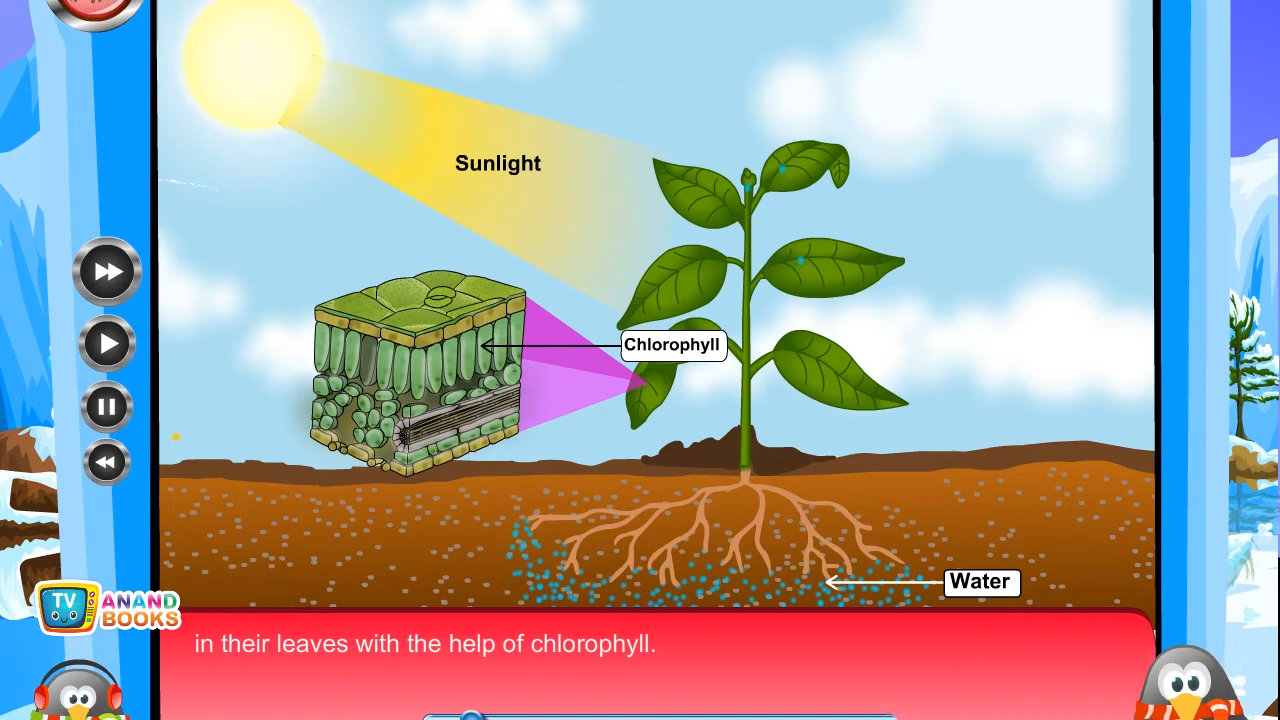 Sunlight
Chlorophyll
Water
TV ANAND
BOOKS
in their leaves with the help of chlorophyll.